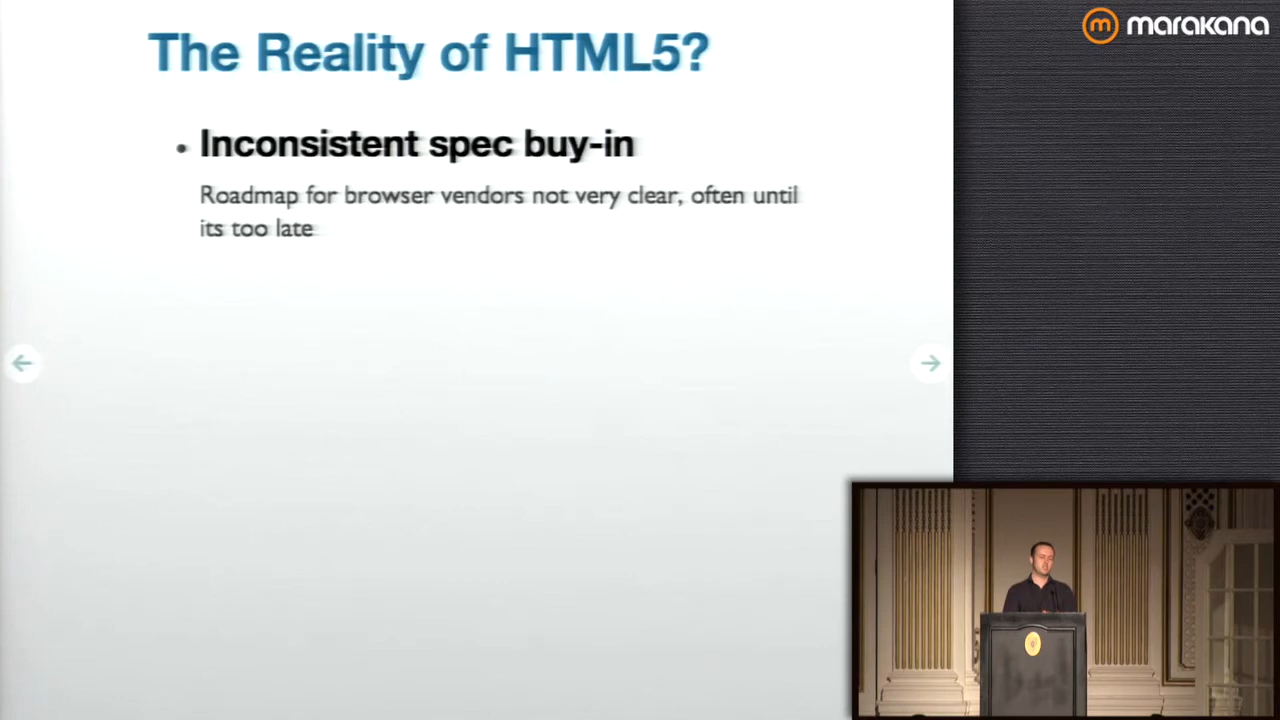 The Reality of HTML5?
marakana
Inconsistent spec buy-in
Roadmap for browser vendors not very clear, often until
its too late